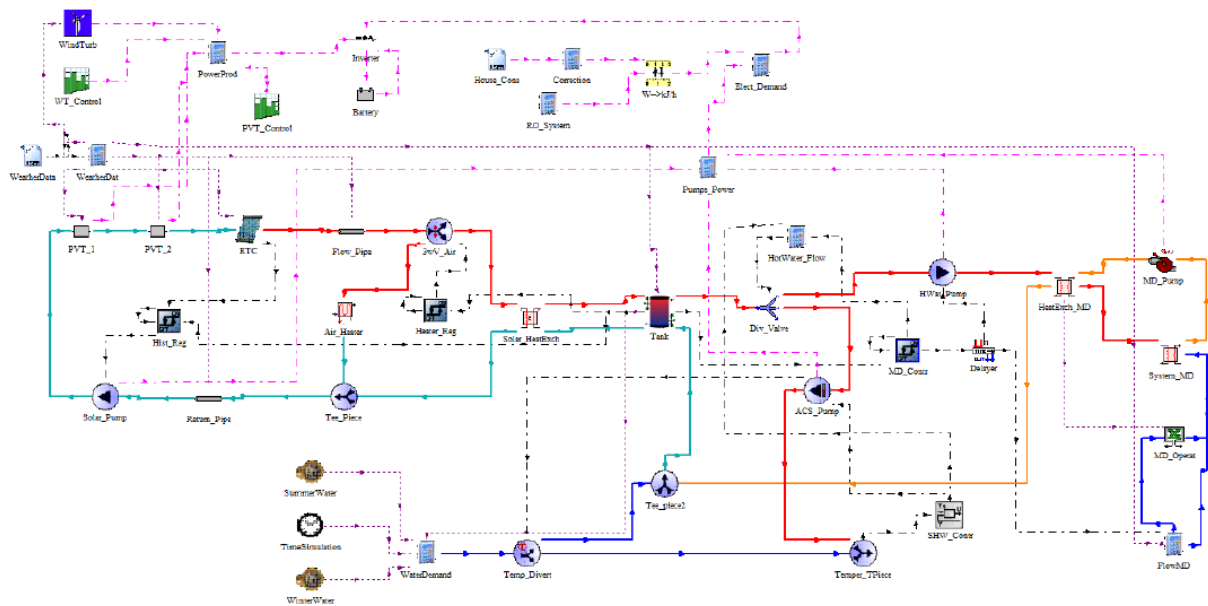 WindTurb
PowerProd
Inverter
House_Cons
Correction
W-->kJ/h
Elect_Demand
WT_Control
Battery
PVT_Control
RO_System
WeatherData
WeatherDat
Pumps_Power
PVT_1
PVT_2
ETC
Flow_Pipe
3wV_Air
HotWater_Flow
HWat_Pump
HeatExch_MD
MD_Pump
Hist_Reg
Air_Heater
Heater_Reg
Solar_HeatExch
Tank
Div_Valve
MD_Contr
System_MD
Solar_Pump
Return_Pipe
Tee_Piece
ACS_Pump
MD_Operat
SummerWater
Tee_piece2
SHW_Contr
TimeSimulation
WaterDemand
Temp_Divert
Temper_TPiece
FlowMD
WinterWater